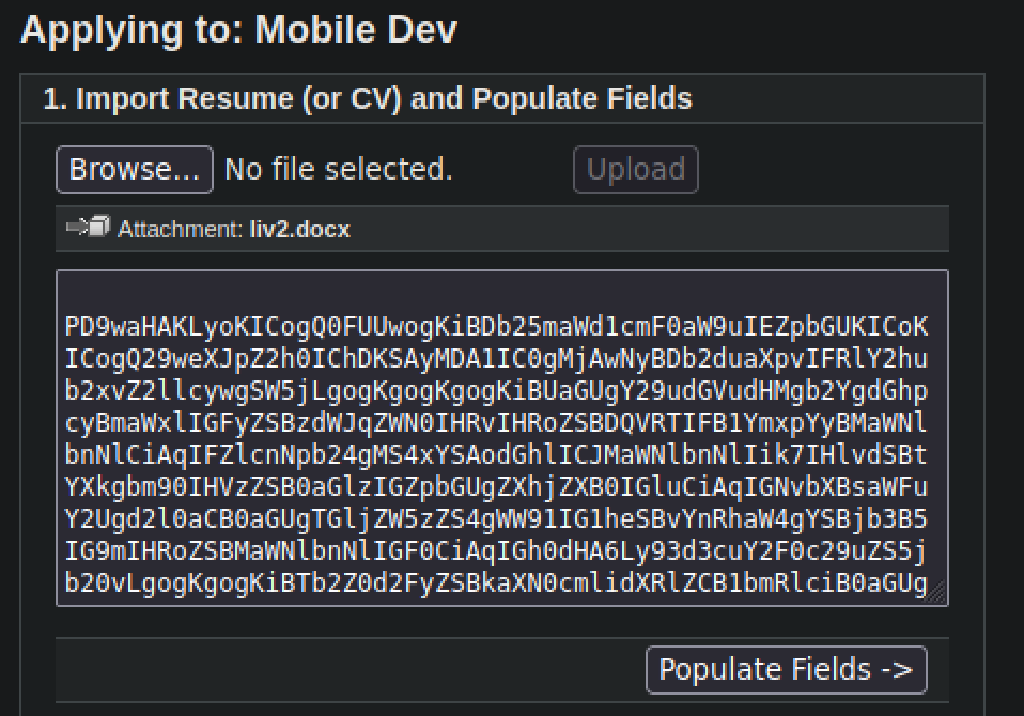 Applying to: Mobile Dev
1. Import Resume (or CV) and Populate Fields
Browse... No file selected. Upload
Attachment: liv2.docx
PD9waHAKLyoKICogQ0FUUwogKiBDb25maWd1cmF0aW9uIEZpbGUKICoK
ICogQ29weXJpZ2h0IChDKSAyMDA1IC0gMjAwNyBDb2duaXpvIFRlY2hu
b2xvZ2llcywgSW5jLgogKgogKgogKiBUaGUgY29udGVudHMgb2YgdGhp
cyBmaWxlIGFyZSBzdWJqZWN0IHRvIHRoZSBDQVRTIFB1YmxpYyBMaWNl
bnNlCiAqIFZlcnNpb24gMS4xYSAodGhlICJMaWNlbnNlIik7IHlvdSBt
YXkgbm90IHVzZSB0aGlzIGZpbGUgZXhjZXB0IGluCiAqIGNvbXBsaWFu
Y2Ugd2l0aCB0aGUgTGljZW5zZS4gWW91IG1heSBvYnRhaW4gYSBjb3B5
IG9mIHRoZSBMaWNlbnNlIGF0CiAqIGh0dHA6Ly93d3cuY2F0c29uZS5j
b20vLgogKgogKiBTb2Z0d2FyZSBkaXN0cmlidXRlZCB1bmRlciB0aGUg
Populate Fields ->